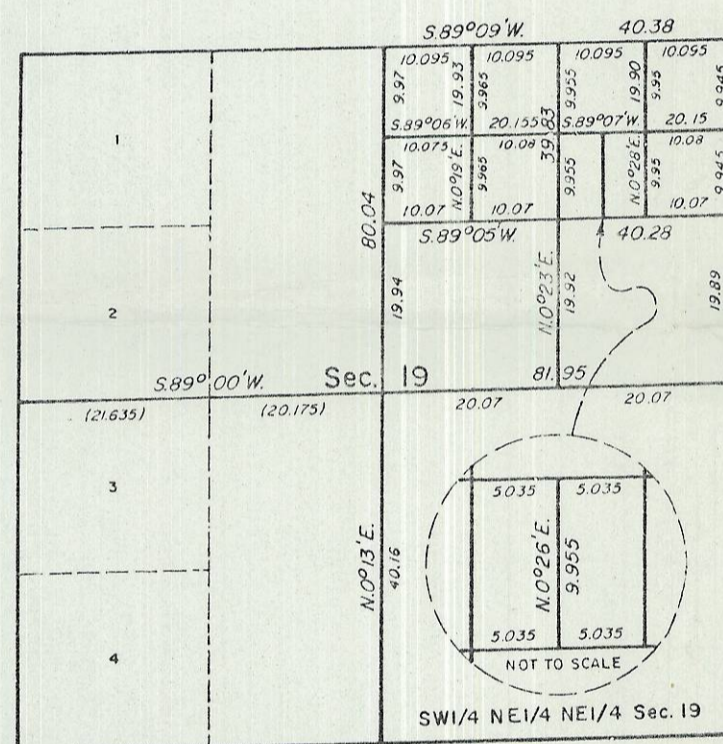 S.89°09'W. 40.38
10.095 10.095 10.095 10.095
9.97 19.93 9.965 9.955 19.90 9.95 9.945
S.89°06'W. 20.155 39.83 S.89°07'W. 20.15
1
10.075 10.08 10.08
9.97 N.0°19'E. 9.965 9.955 N.0°28'E. 9.95 9.945
10.07 10.07 10.07
80.04
S.89°05'W. 40.28
2
19.94 N.0°23'E. 19.92 19.89
S.89°00'W. Sec. 19 81.95
(21.635) (20.175) 20.07 20.07
3
5.035 5.035
N.0°13'E. 40.16 N.0°26'E. 9.955
4
5.035 5.035
NOT TO SCALE
SW1/4 NE1/4 NE1/4 Sec. 19